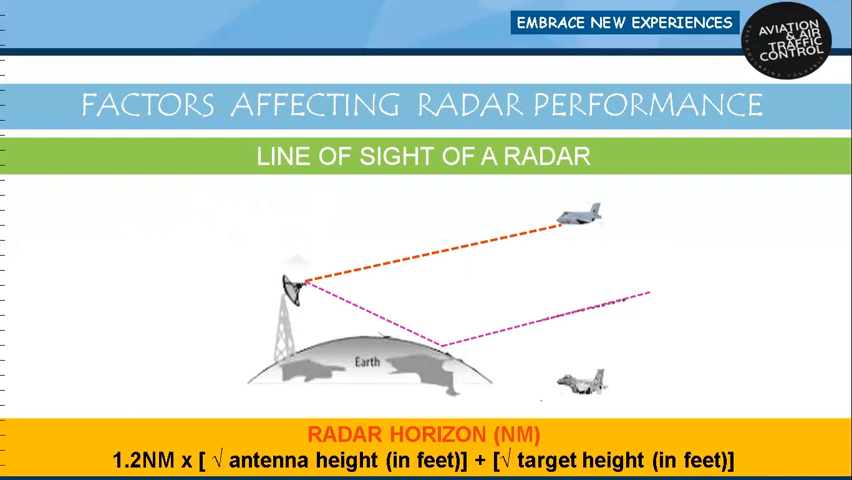 EMBRACE NEW EXPERIENCES
AVIATION
& AIR
TRAFFIC
CONTROL
FACTORS AFFECTING RADAR PERFORMANCE
LINE OF SIGHT OF A RADAR
Earth
RADAR HORIZON (NM)
1.2NM x [ √ antenna height (in feet)] + [√ target height (in feet)]